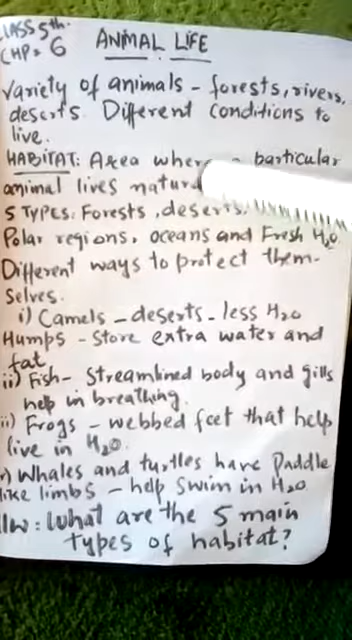 CLASS 5th.
CHP. 6 ANIMAL LIFE
Variety of animals - forests, rivers,
deserts. Different conditions to
live.
HABITAT: Area where particular
animal lives
5 TYPES: Forests, deserts.
Polar regions, oceans and Fresh H2O.
Different ways to protect them-
selves.
i) Camels - deserts - less H2O
Humps - store extra water and
fat
ii) Fish - Streamlined body and gills
help in breathing.
ii) Frogs - webbed feet that help
live in H2O.
v) Whales and turtles have Paddle
like limbs - help swim in H2O
HW: What are the 5 main
types of habitat?